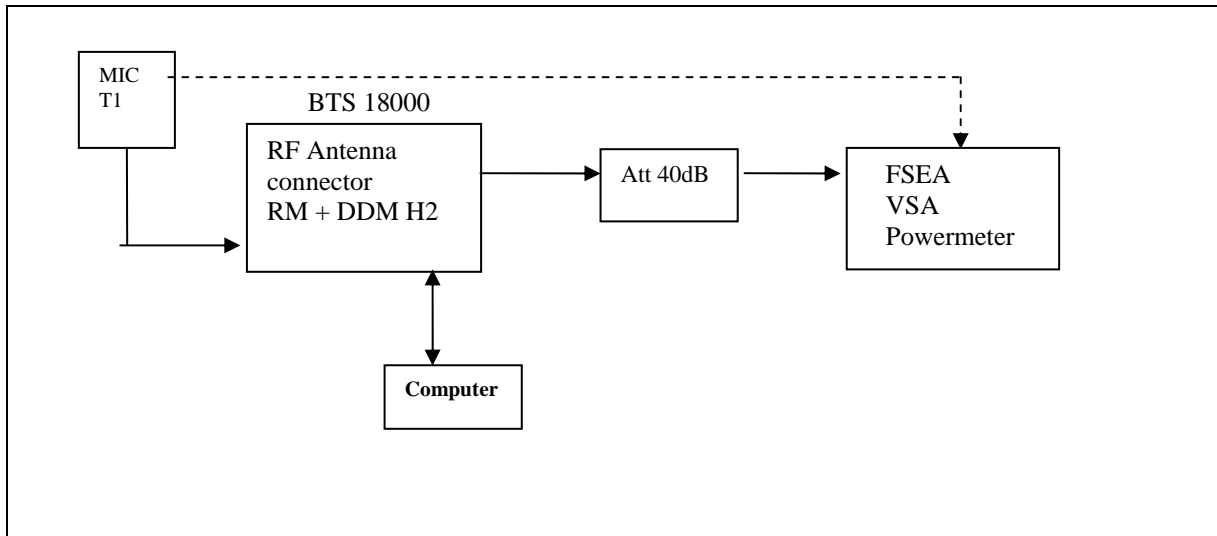 MIC
T1
BTS 18000
RF Antenna
connector
RM + DDM H2
Att 40dB
FSEA
VSA
Powermeter
Computer